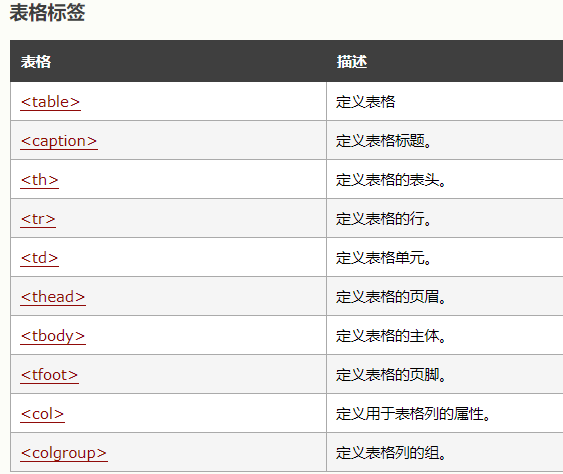 表格标签
表格 描述
<table> 定义表格
<caption> 定义表格标题。
<th> 定义表格的表头。
<tr> 定义表格的行。
<td> 定义表格单元。
<thead> 定义表格的页眉。
<tbody> 定义表格的主体。
<tfoot> 定义表格的页脚。
<col> 定义用于表格列的属性。
<colgroup> 定义表格列的组。